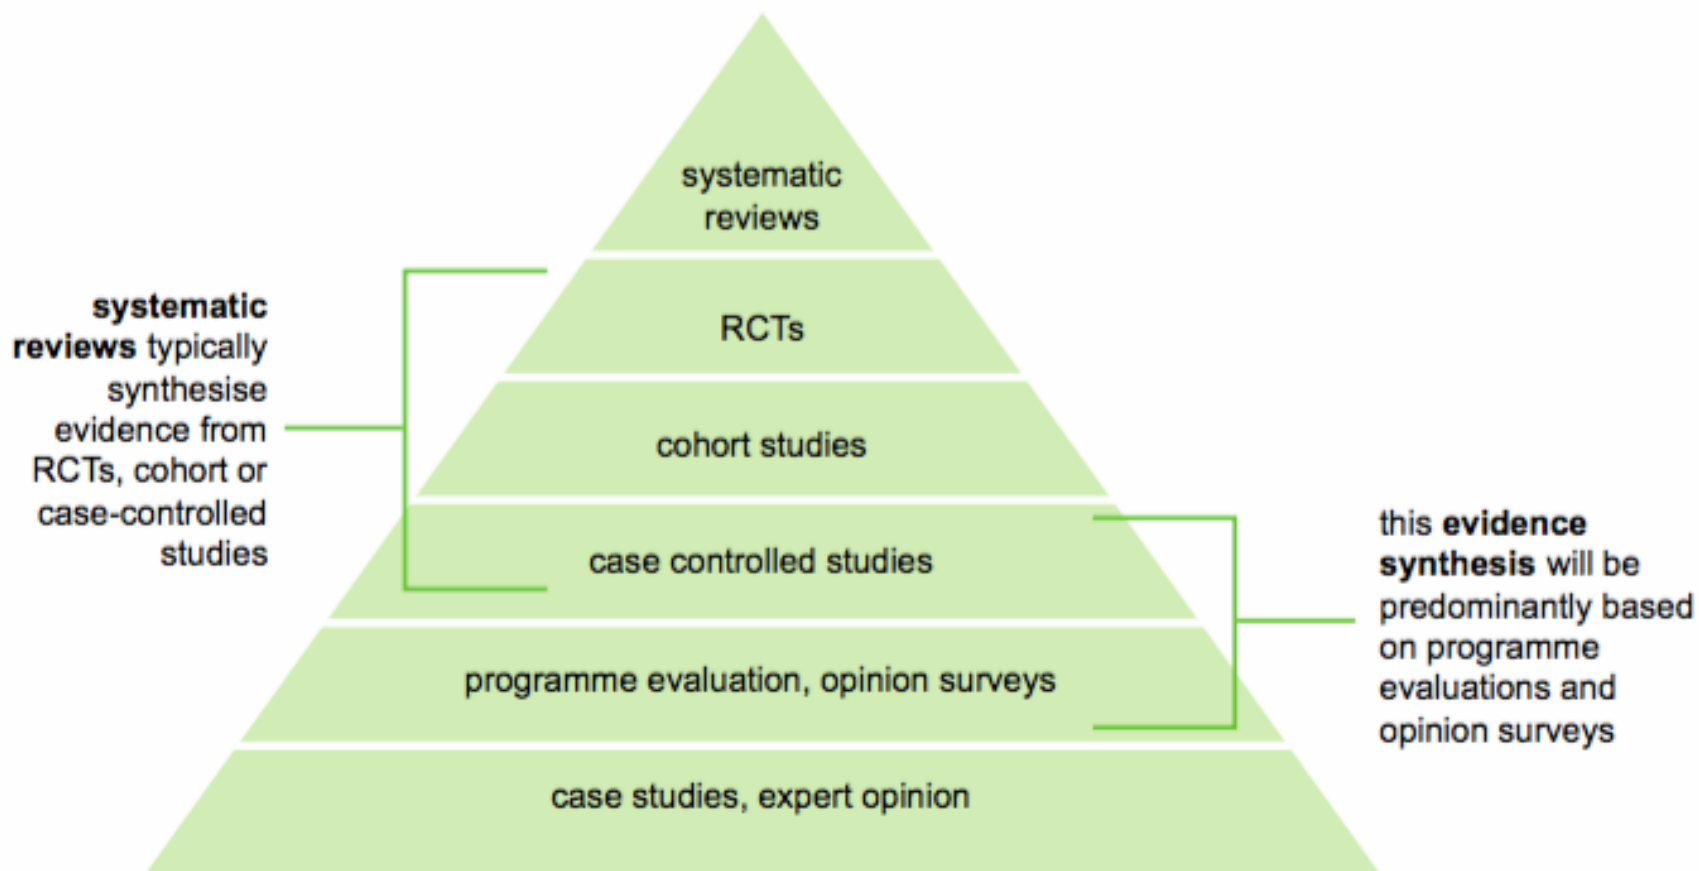 systematic
reviews
RCTs
cohort studies
case controlled studies
programme evaluation, opinion surveys
case studies, expert opinion
systematic
reviews typically
synthesise
evidence from
RCTs, cohort or
case-controlled
studies
this evidence
synthesis will be
predominantly based
on programme
evaluations and
opinion surveys